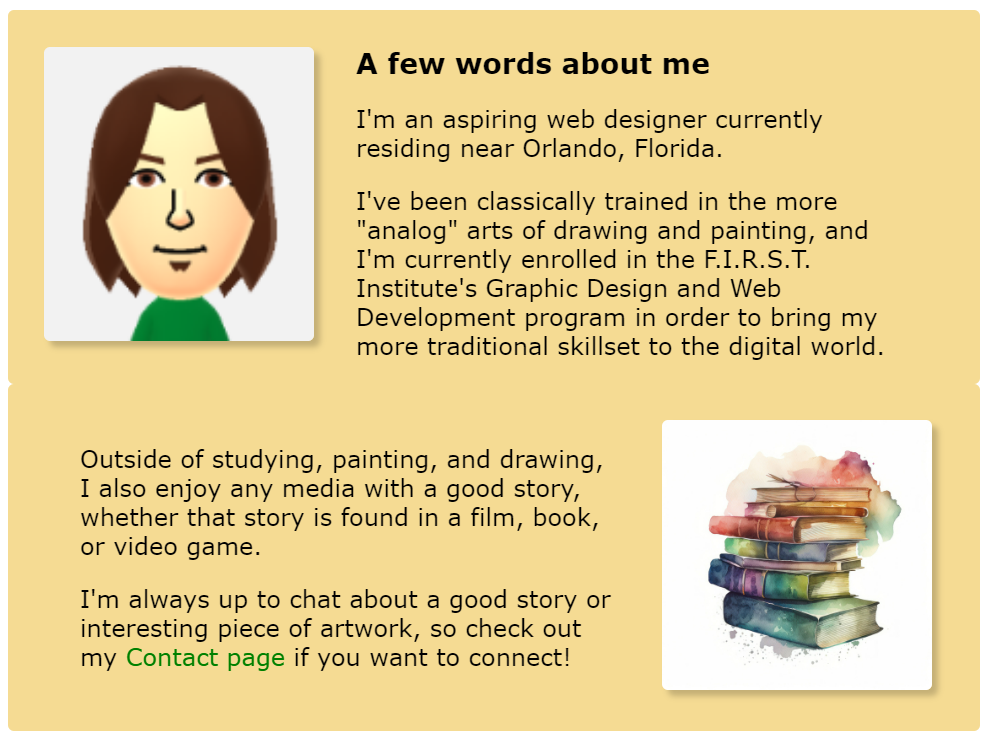 A few words about me
I'm an aspiring web designer currently
residing near Orlando, Florida.
I've been classically trained in the more
"analog" arts of drawing and painting, and
I'm currently enrolled in the F.I.R.S.T.
Institute's Graphic Design and Web
Development program in order to bring my
more traditional skillset to the digital world.
Outside of studying, painting, and drawing,
I also enjoy any media with a good story,
whether that story is found in a film, book,
or video game.
I'm always up to chat about a good story or
interesting piece of artwork, so check out
my Contact page if you want to connect!